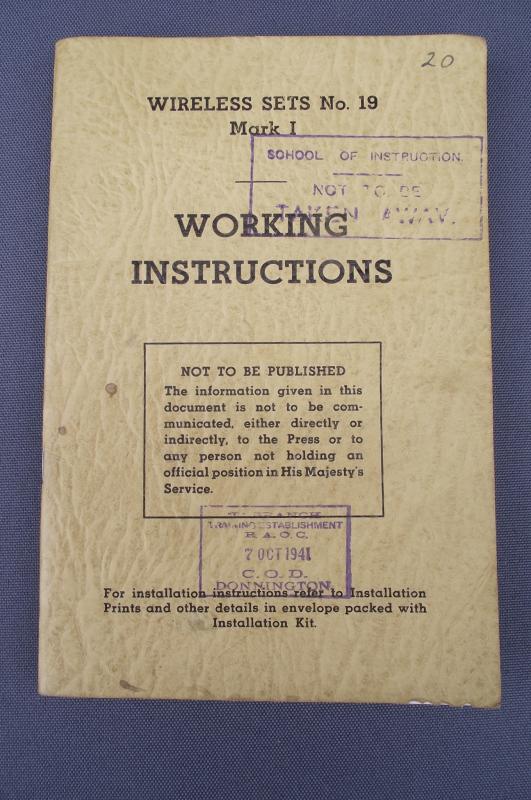 20
WIRELESS SETS No. 19
Mark I
SCHOOL OF INSTRUCTION.
NOT TO BE
TAKEN AWAY.
WORKING
INSTRUCTIONS
NOT TO BE PUBLISHED
The information given in this
document is not to be com-
municated, either directly or
indirectly, to the Press or to
any person not holding an
official position in His Majesty's
Service.
BRANCH
TRAINING ESTABLISHMENT
R.A.O.C.
7 OCT 1941
C.O.D.
DONNINGTON.
For installation instructions refer to Installation
Prints and other details in envelope packed with
Installation Kit.